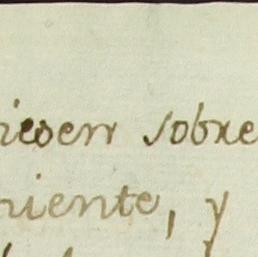 iesen sobre
niente, y